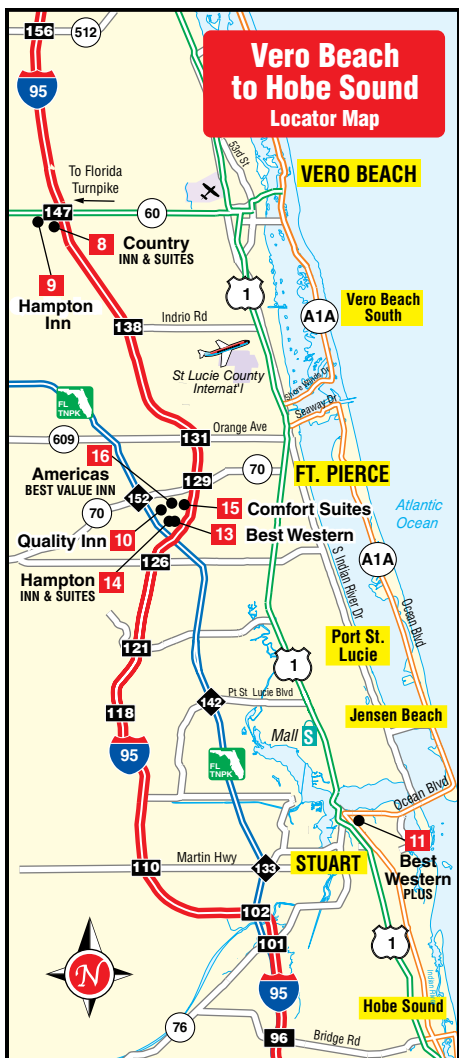 156
512
95
Vero Beach
to Hobe Sound
Locator Map
53rd St
To Florida
Turnpike
VERO BEACH
147
60
8
Country
INN & SUITES
9
Hampton
Inn
1
Vero Beach
South
A1A
138
Indrio Rd
St Lucie County
Internat'l
Shore Winds Dr
Seaway Dr
FL
TNPK
609
131
Orange Ave
16
Americas
BEST VALUE INN
129
70
FT. PIERCE
152
15
Comfort Suites
70
Quality Inn
10
13
Best Western
Atlantic
Ocean
Hampton
INN & SUITES
14
126
S Indian River Dr
A1A
Ocean Blvd
121
1
Port St.
Lucie
118
142
Pt St Lucie Blvd
Jensen Beach
Mall
S
95
FL
TNPK
Ocean Blvd
11
Best
Western
PLUS
110
Martin Hwy
133
STUART
102
101
1
N
95
Hobe Sound
76
96
Bridge Rd